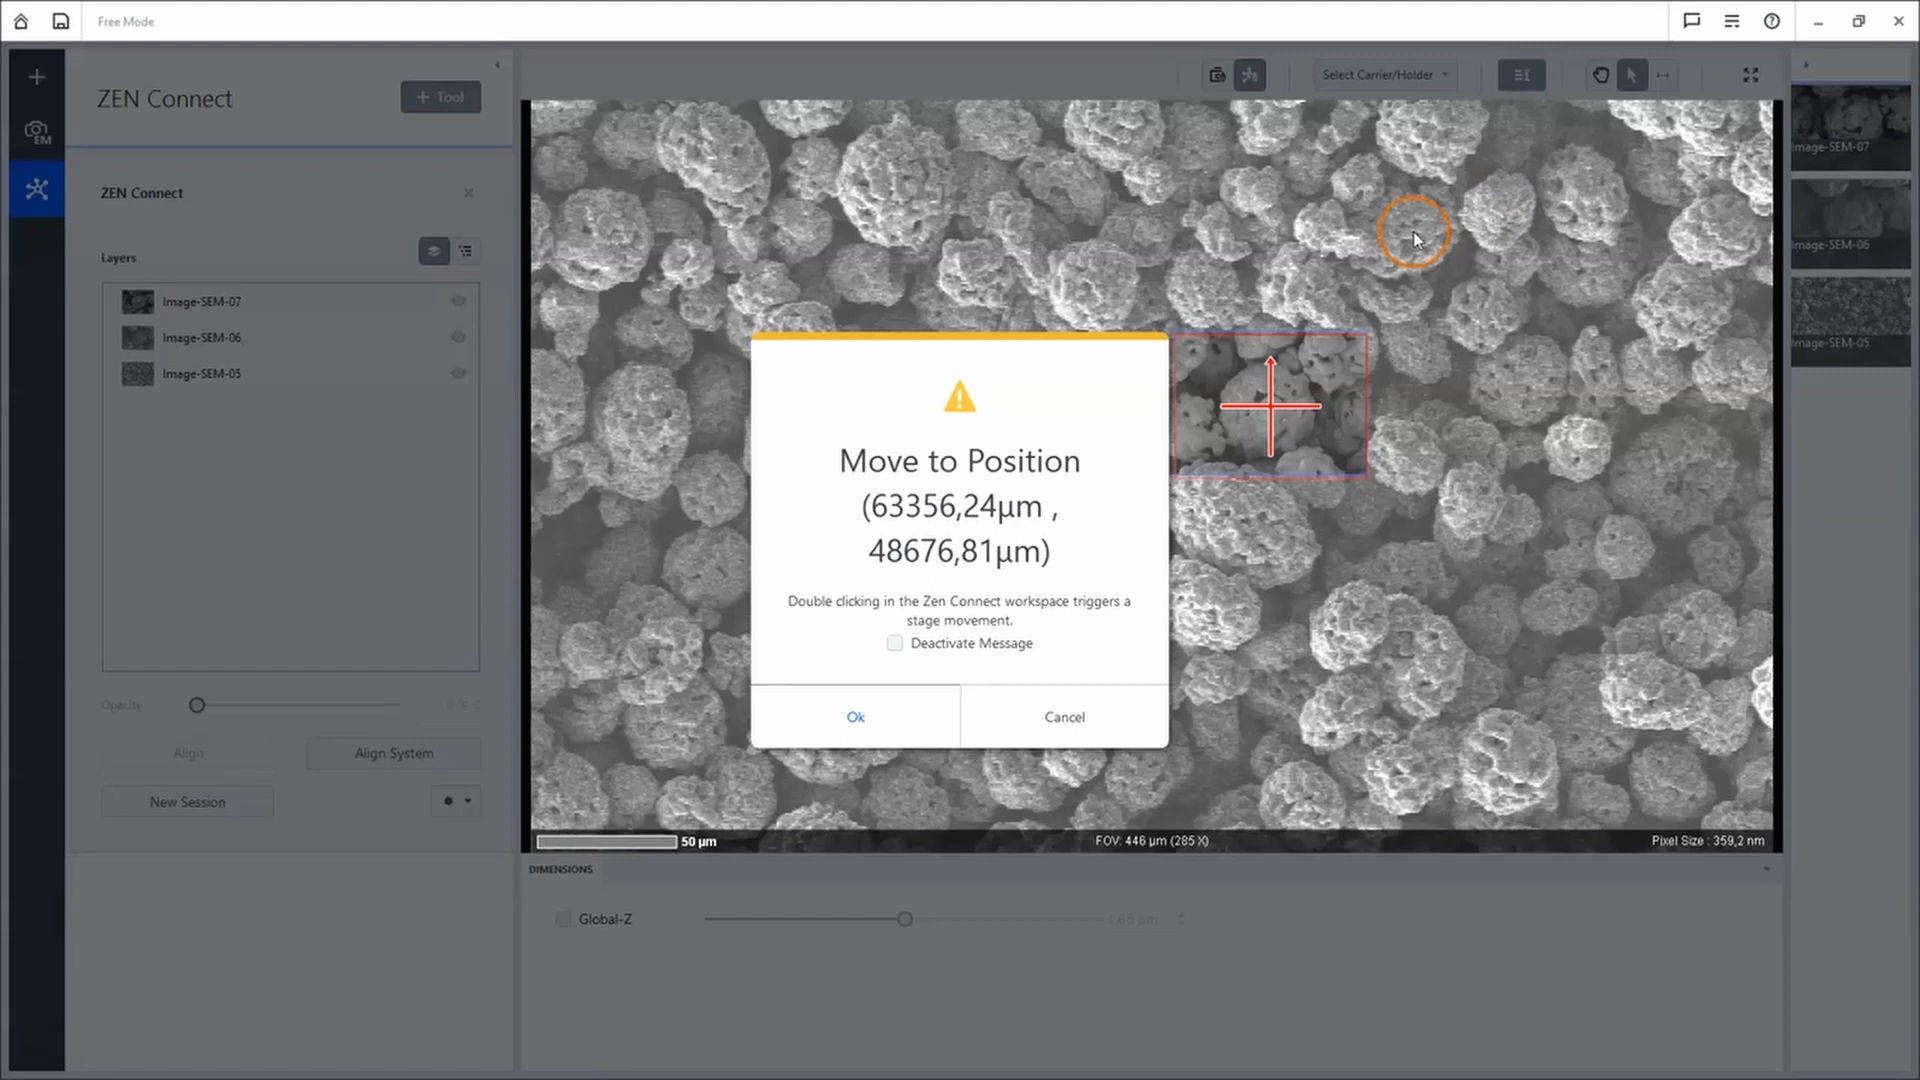 Free Mode
ZEN Connect
+ Tool
Select Carrier/Holder
EM
ZEN Connect
Layers
Image-SEM-07
Image-SEM-06
Image-SEM-05
Opacity
Align
Align System
New Session
Move to Position
(63356,24µm ,
48676,81µm)
Double clicking in the Zen Connect workspace triggers a
stage movement.
Deactivate Message
Ok
Cancel
50 µm
FOV: 446 µm (285 X)
Pixel Size : 359,2 nm
DIMENSIONS
Global-Z
Image-SEM-07
Image-SEM-06
Image-SEM-05